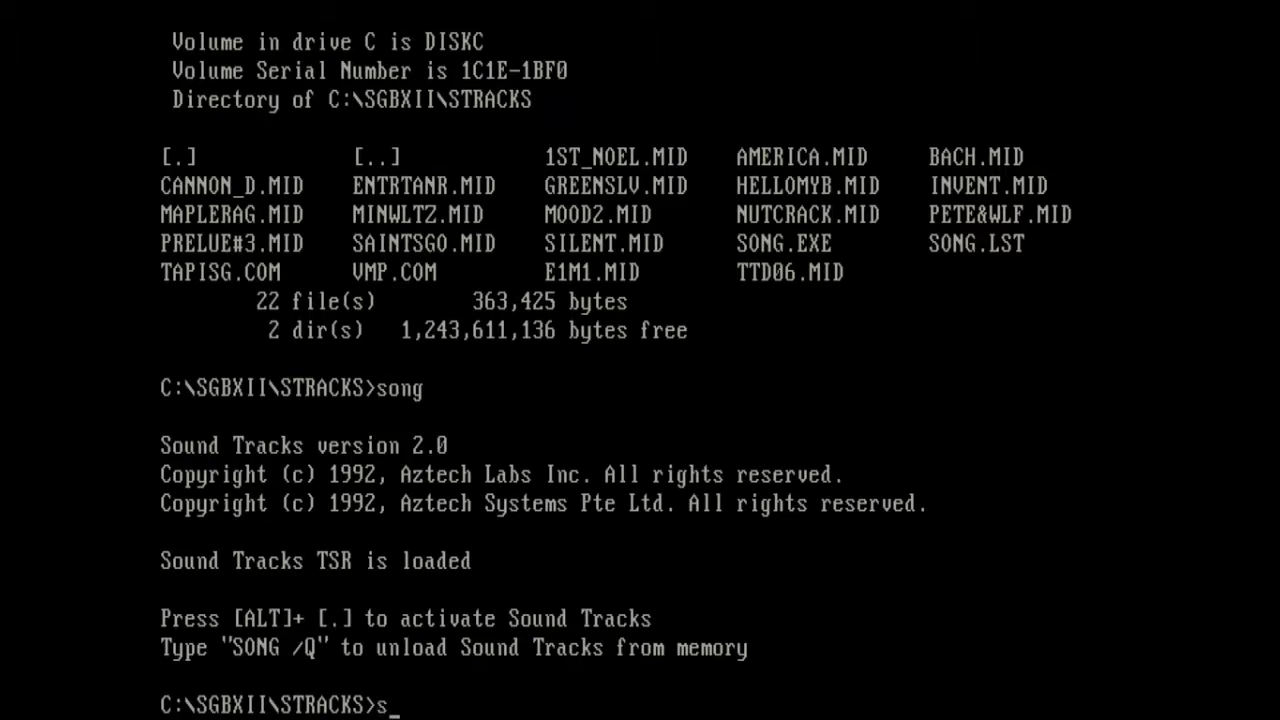 Volume in drive C is DISKC
Volume Serial Number is 1C1E-1BF0
Directory of C:\SGBXII\STRACKS
[.] [..] 1ST_NOEL.MID AMERICA.MID BACH.MID
CANNON_D.MID ENTRTANR.MID GREENSLV.MID HELLOMYB.MID INVENT.MID
MAPLERAG.MID MINWLTZ.MID MOOD2.MID NUTCRACK.MID PETE&WLF.MID
PRELUE#3.MID SAINTSGO.MID SILENT.MID SONG.EXE SONG.LST
TAPISG.COM VMP.COM E1M1.MID TTD06.MID
22 file(s) 363,425 bytes
2 dir(s) 1,243,611,136 bytes free
C:\SGBXII\STRACKS>song
Sound Tracks version 2.0
Copyright (c) 1992, Aztech Labs Inc. All rights reserved.
Copyright (c) 1992, Aztech Systems Pte Ltd. All rights reserved.
Sound Tracks TSR is loaded
Press [ALT]+ [.] to activate Sound Tracks
Type "SONG /Q" to unload Sound Tracks from memory
C:\SGBXII\STRACKS>s_